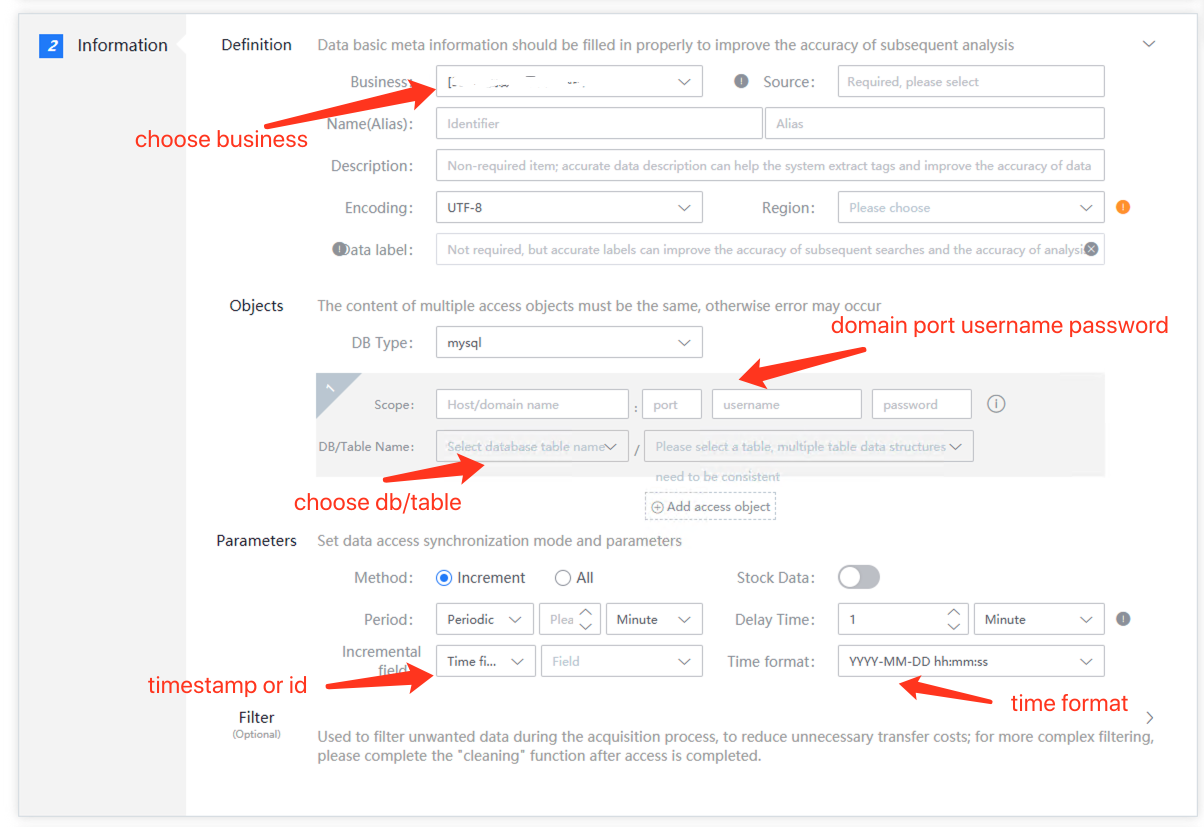 2 Information
Definition Data basic meta information should be filled in properly to improve the accuracy of subsequent analysis
Business: Source: Required, please select
choose business
Name(Alias): Identifier Alias
Description: Non-required item; accurate data description can help the system extract tags and improve the accuracy of data
Encoding: UTF-8 Region: Please choose
Data label: Not required, but accurate labels can improve the accuracy of subsequent searches and the accuracy of analysi
Objects The content of multiple access objects must be the same, otherwise error may occur
domain port username password
DB Type: mysql
1
Scope: Host/domain name : port username password
DB/Table Name: Select database table name / Please select a table, multiple table data structures
need to be consistent
choose db/table
Add access object
Parameters Set data access synchronization mode and parameters
Method: Increment All Stock Data:
Period: Periodic Plea Minute Delay Time: 1 Minute
Incremental
field: Time fi... Field Time format: YYYY-MM-DD hh:mm:ss
timestamp or id
time format
Filter
(Optional)
Used to filter unwanted data during the acquisition process, to reduce unnecessary transfer costs; for more complex filtering,
please complete the "cleaning" function after access is completed.